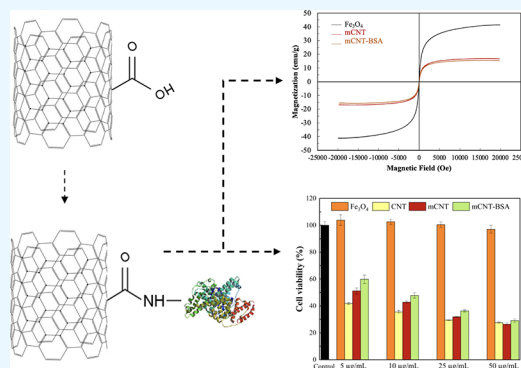 O
OH
O
NH
Fe₃O₄
mCNT
mCNT-BSA
Magnetization (emu/g)
50
40
30
20
10
0
-10
-20
-30
-40
-50
-25000 -20000 -15000 -10000 -5000 0 5000 10000 15000 20000 25000
Magnetic Field (Oe)
Fe₃O₄ CNT mCNT mCNT-BSA
Cell viability (%)
120
100
80
60
40
20
0
Control 5 µg/mL 10 µg/mL 25 µg/mL 50 µg/mL